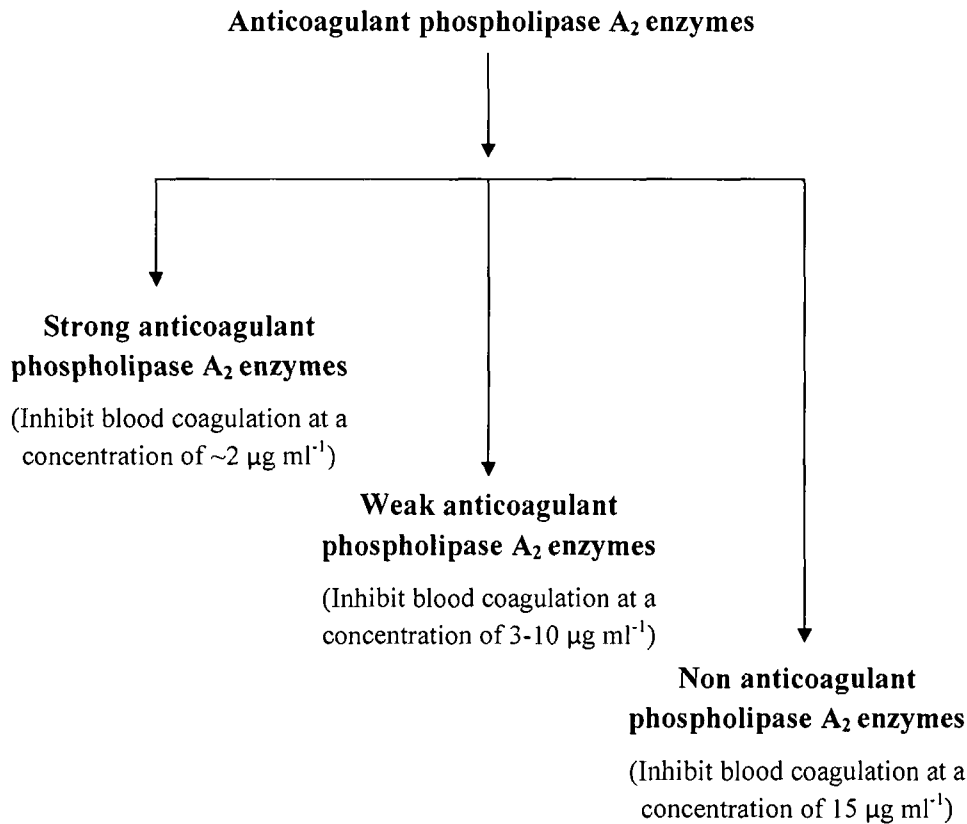 Anticoagulant phospholipase A₂ enzymes
Strong anticoagulant
phospholipase A₂ enzymes
(Inhibit blood coagulation at a
concentration of ~2 µg ml⁻¹)
Weak anticoagulant
phospholipase A₂ enzymes
(Inhibit blood coagulation at a
concentration of 3-10 µg ml⁻¹)
Non anticoagulant
phospholipase A₂ enzymes
(Inhibit blood coagulation at a
concentration of 15 µg ml⁻¹)